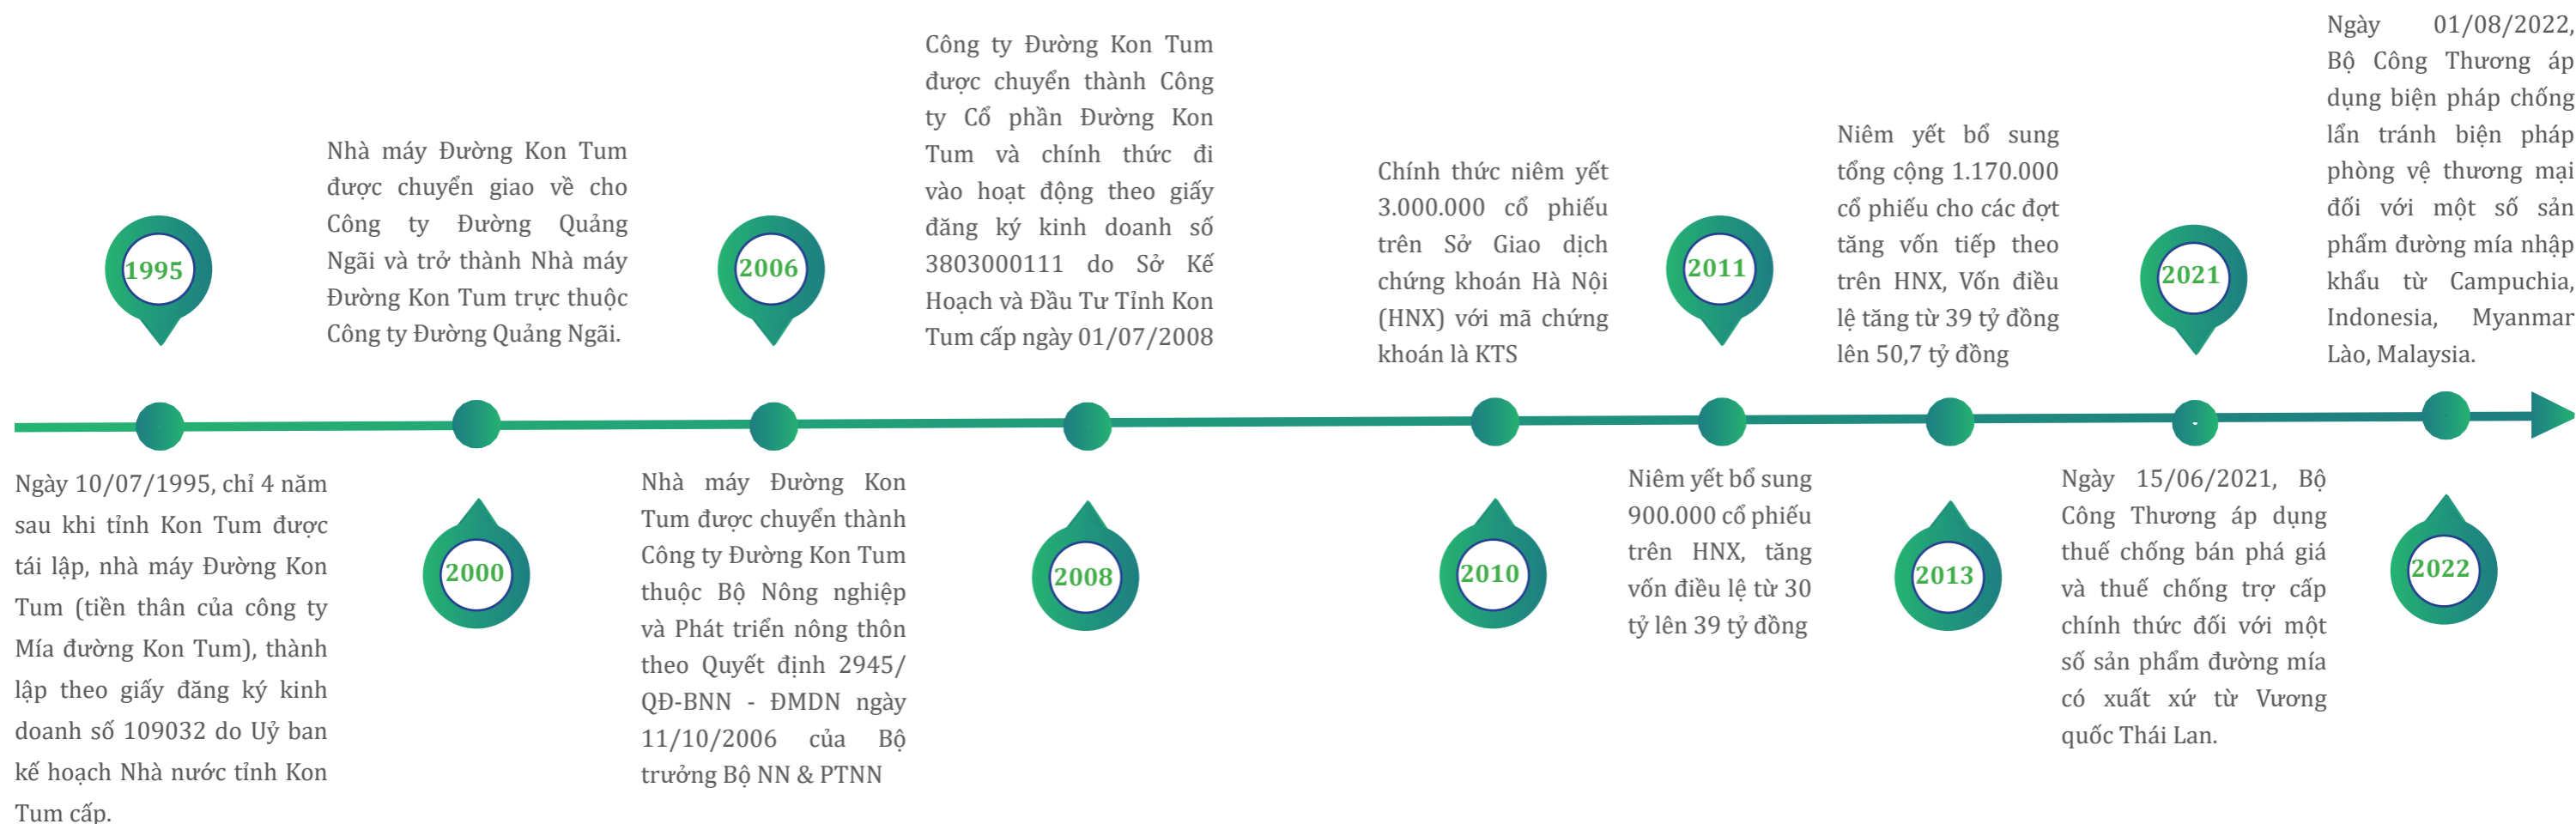 1995
Ngày 10/07/1995, chỉ 4 năm
sau khi tỉnh Kon Tum được
tái lập, nhà máy Đường Kon
Tum (tiền thân của công ty
Mía đường Kon Tum), thành
lập theo giấy đăng ký kinh
doanh số 109032 do Uỷ ban
kế hoạch Nhà nước tỉnh Kon
Tum cấp.
Nhà máy Đường Kon Tum
được chuyển giao về cho
Công ty Đường Quảng
Ngãi và trở thành Nhà máy
Đường Kon Tum trực thuộc
Công ty Đường Quảng Ngãi.
2000
2006
Nhà máy Đường Kon
Tum được chuyển thành
Công ty Đường Kon Tum
thuộc Bộ Nông nghiệp
và Phát triển nông thôn
theo Quyết định 2945/
QĐ-BNN - ĐMDN ngày
11/10/2006 của Bộ
trưởng Bộ NN & PTNN
Công ty Đường Kon Tum
được chuyển thành Công
ty Cổ phần Đường Kon
Tum và chính thức đi
vào hoạt động theo giấy
đăng ký kinh doanh số
3803000111 do Sở Kế
Hoạch và Đầu Tư Tỉnh Kon
Tum cấp ngày 01/07/2008
2008
Chính thức niêm yết
3.000.000 cổ phiếu
trên Sở Giao dịch
chứng khoán Hà Nội
(HNX) với mã chứng
khoán là KTS
2010
2011
Niêm yết bổ sung
900.000 cổ phiếu
trên HNX, tăng
vốn điều lệ từ 30
tỷ lên 39 tỷ đồng
Niêm yết bổ sung
tổng cộng 1.170.000
cổ phiếu cho các đợt
tăng vốn tiếp theo
trên HNX, Vốn điều
lệ tăng từ 39 tỷ đồng
lên 50,7 tỷ đồng
2013
2021
Ngày 15/06/2021, Bộ
Công Thương áp dụng
thuế chống bán phá giá
và thuế chống trợ cấp
chính thức đối với một
số sản phẩm đường mía
có xuất xứ từ Vương
quốc Thái Lan.
Ngày 01/08/2022,
Bộ Công Thương áp
dụng biện pháp chống
lẩn tránh biện pháp
phòng vệ thương mại
đối với một số sản
phẩm đường mía nhập
khẩu từ Campuchia,
Indonesia, Myanmar
Lào, Malaysia.
2022